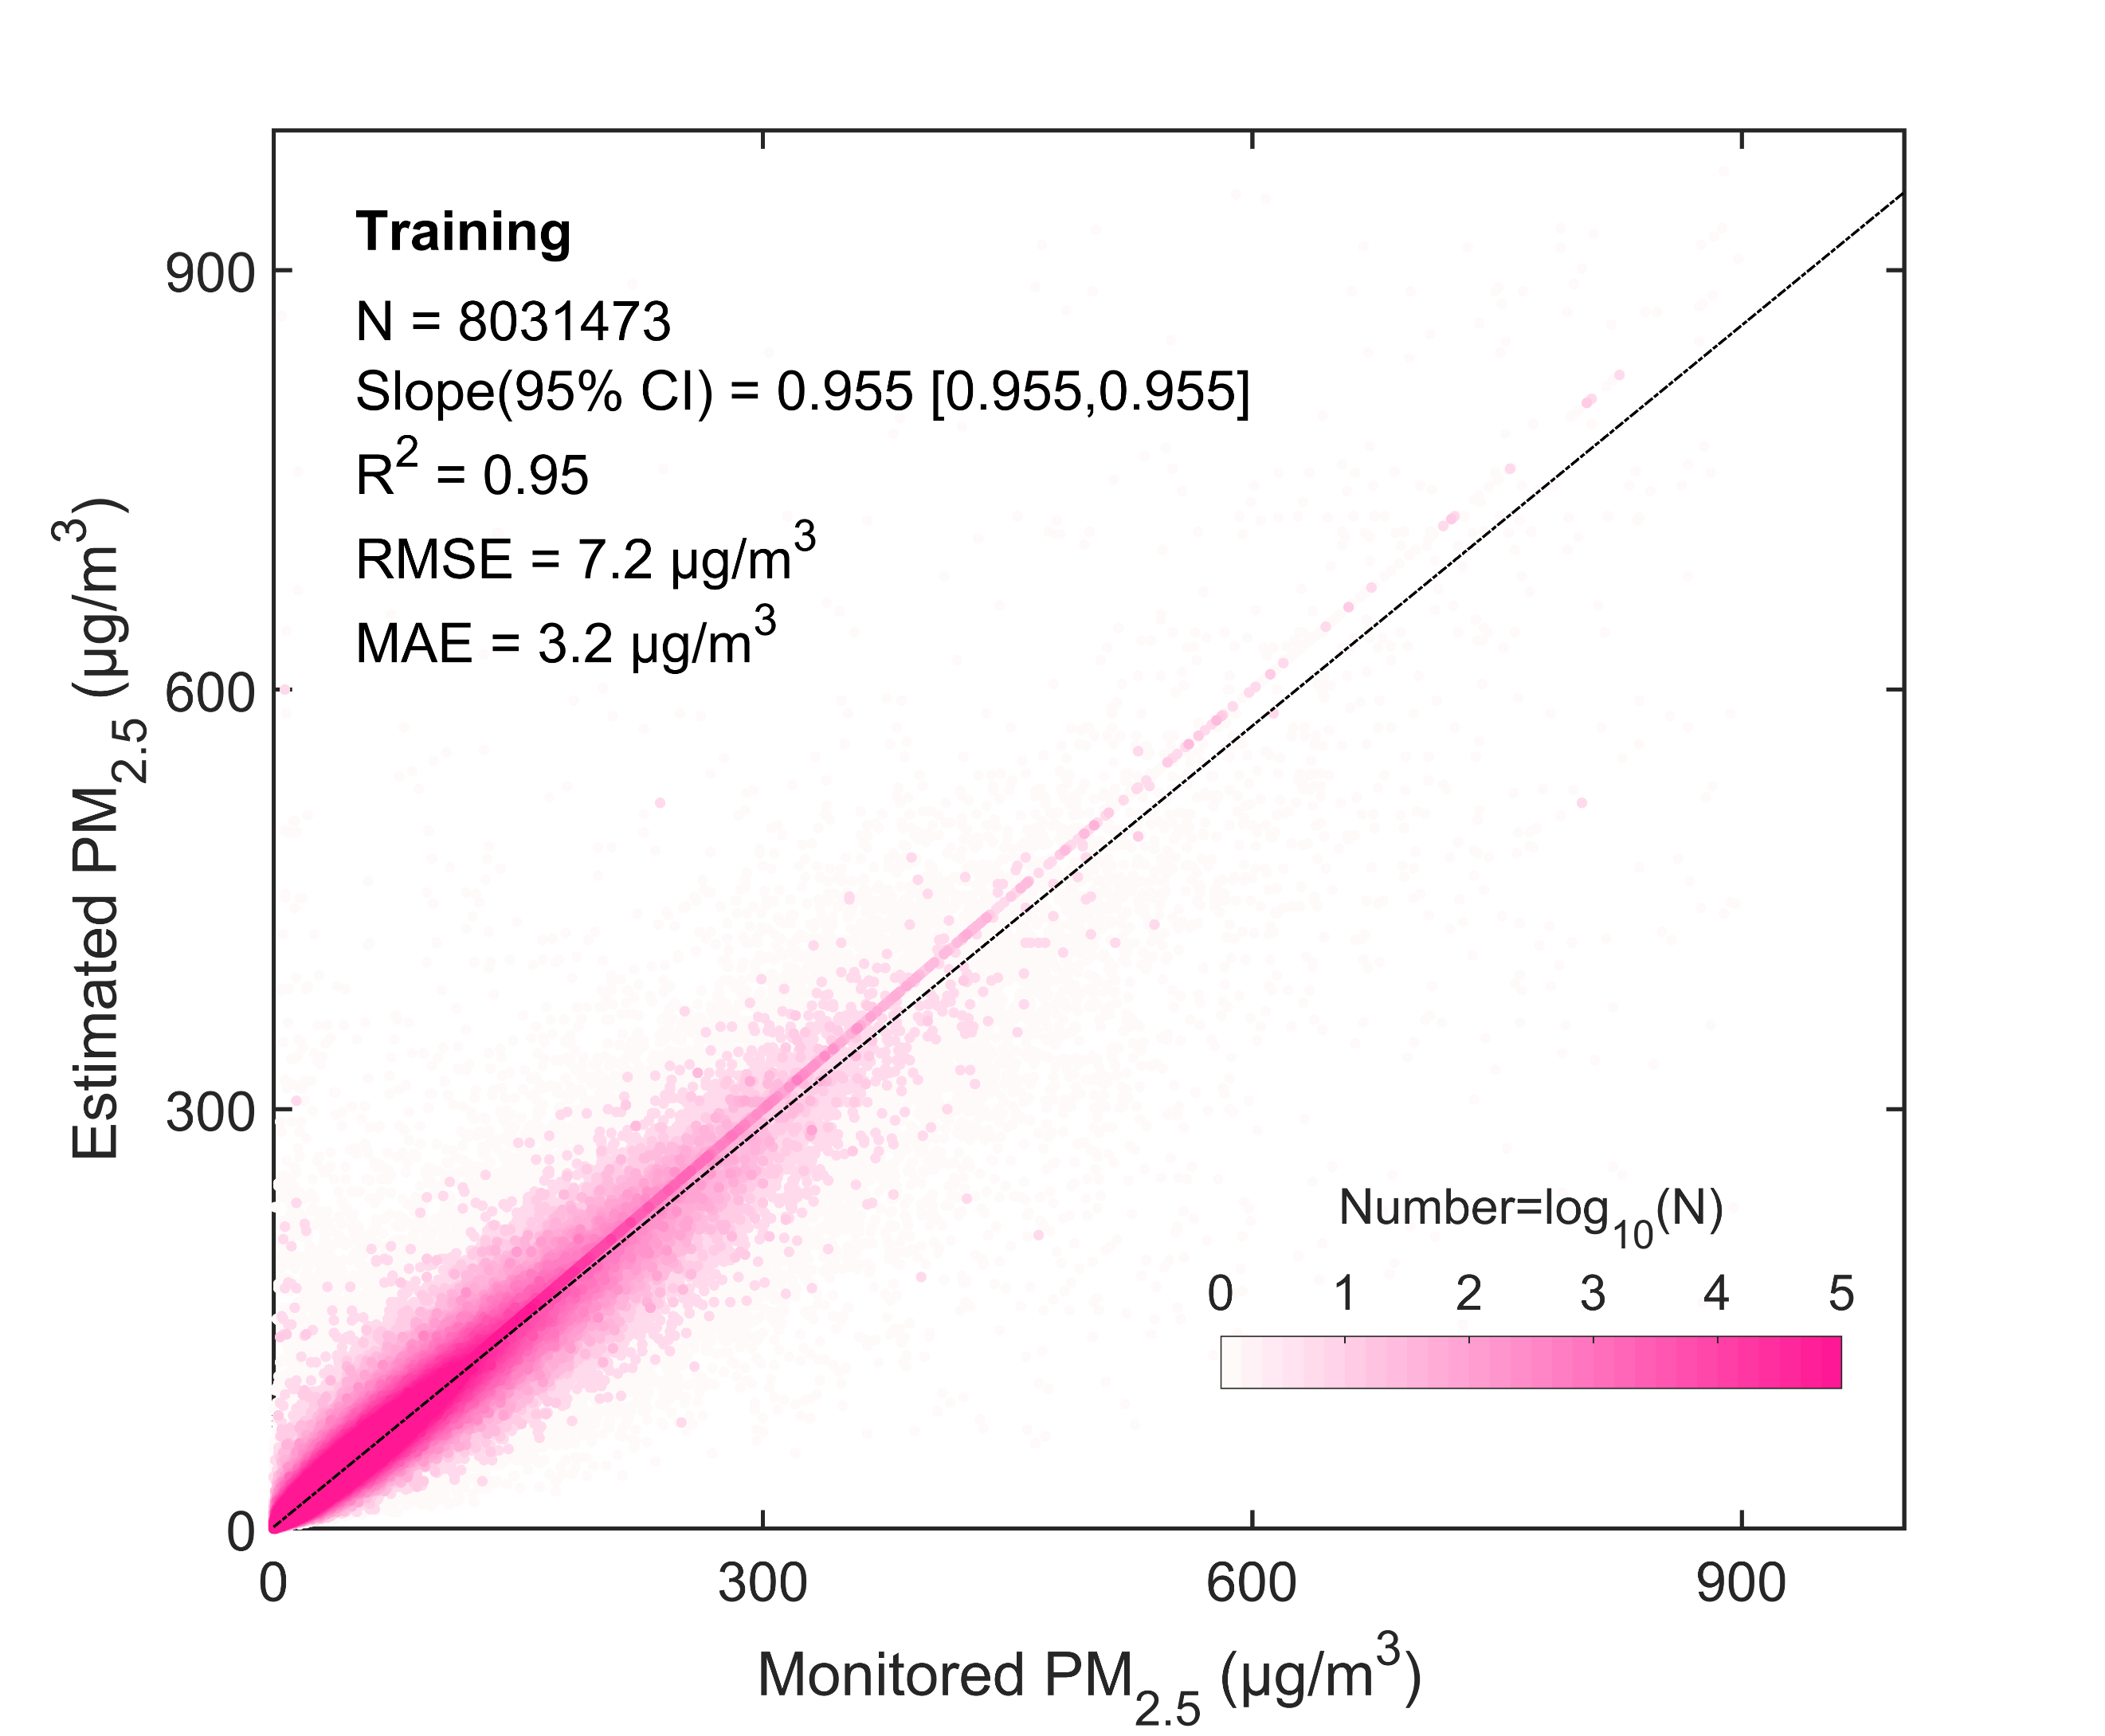 Training
N = 8031473
Slope(95% CI) = 0.955 [0.955,0.955]
R² = 0.95
RMSE = 7.2 µg/m³
MAE = 3.2 µg/m³
Estimated PM₂.₅ (µg/m³)
900
600
300
0
Number=log₁₀(N)
0 1 2 3 4 5
0 300 600 900
Monitored PM₂.₅ (µg/m³)